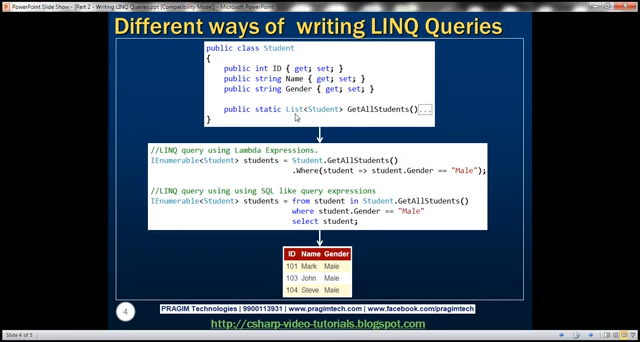 PowerPoint Slide Show - [Part 2 - Writing LINQ Queries.ppt [Compatibility Mode]] - Microsoft PowerPoint
Different ways of writing LINQ Queries
public class Student
{
public int ID { get; set; }
public string Name { get; set; }
public string Gender { get; set; }
public static List<Student> GetAllStudents()...
}
//LINQ query using Lambda Expressions.
IEnumerable<Student> students = Student.GetAllStudents()
.Where(student => student.Gender == "Male");
//LINQ query using using SQL like query expressions
IEnumerable<Student> students = from student in Student.GetAllStudents()
where student.Gender == "Male"
select student;
ID Name Gender
101 Mark Male
103 John Male
104 Steve Male
4
PRAGIM Technologies | 9900113931 | www.pragimtech.com | www.facebook.com/pragimtech
http://csharp-video-tutorials.blogspot.com
Slide 4 of 5